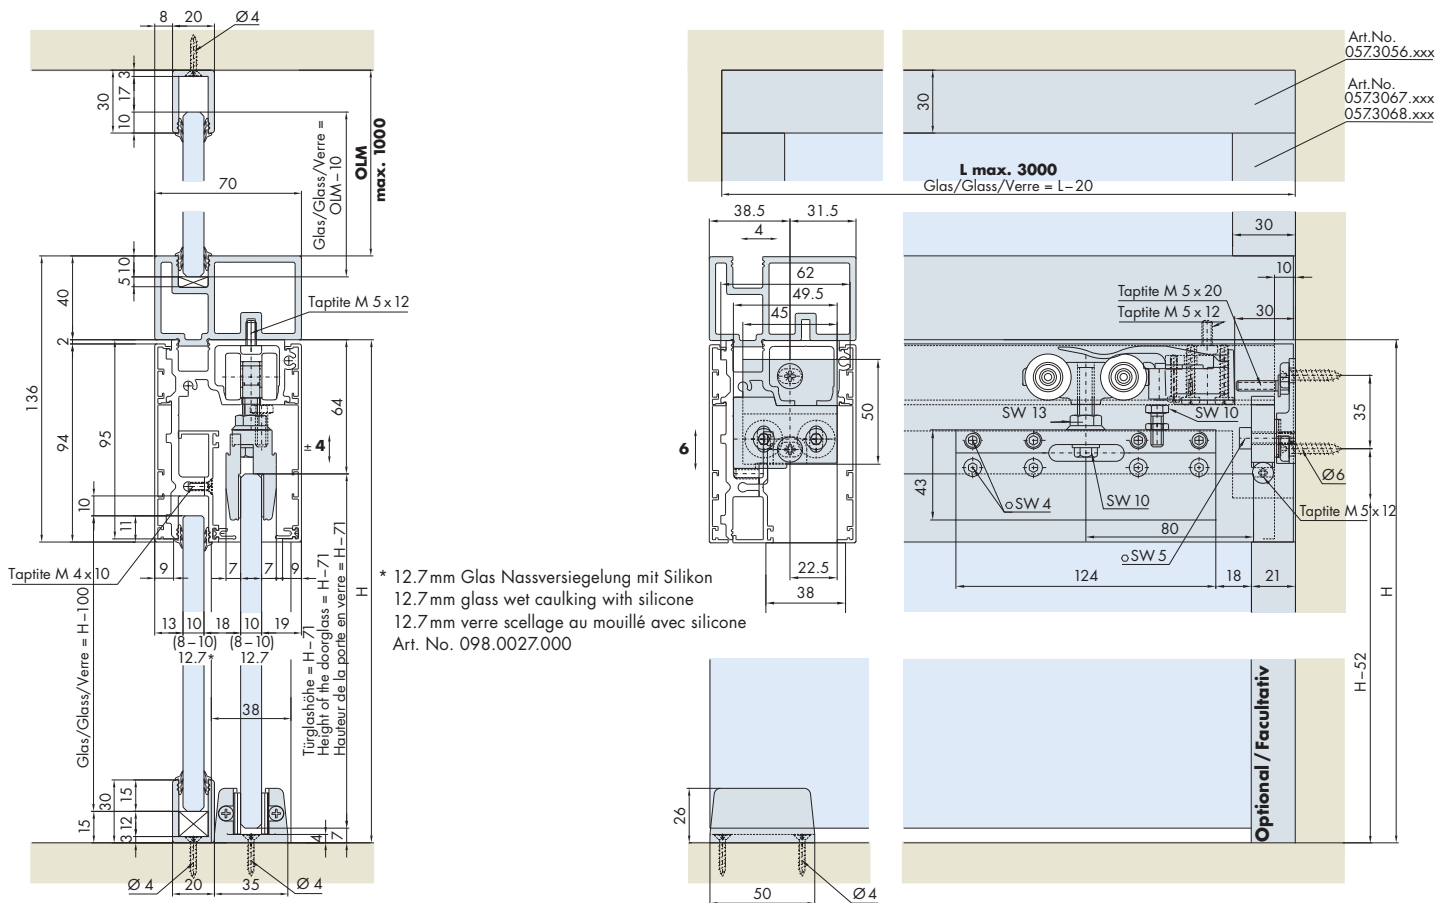 8
20
Ø 4
3
17
30
10
Glas/Glass/Verre =
OLM – 10
OLM
max. 1000
70
10
5
40
2
Taptite M 5 x 12
136
94
95
64
± 4
10
11
Taptite M 4 x 10
9
7
7
9
Glas/Glass/Verre = H–100
13
10
18
10
19
(8 – 10)
(8 – 10)
12.7 *
12.7
Türglashöhe = H–71
Height of the doorglass = H–71
Hauteur de la porte en verre = H–71
H
38
30
15
15
12
3
4
7
Ø 4
20
35
Ø 4
* 12.7 mm Glas Nassversiegelung mit Silikon
12.7 mm glass wet caulking with silicone
12.7 mm verre scellage au mouillé avec silicone
Art. No. 098.0027.000
Art.No.
057.3056.xxx
Art.No.
057.3067.xxx
057.3068.xxx
30
L max. 3000
Glas/Glass/Verre = L– 20
38.5
31.5
4
62
49.5
45
50
6
22.5
38
30
10
Taptite M 5 x 20
Taptite M 5 x 12
30
SW 13
SW 10
35
43
SW 4
SW 10
Ø 6
Taptite M 5 x 12
80
SW 5
124
18
21
H
H–52
Optional / Facultativ
26
50
Ø 4